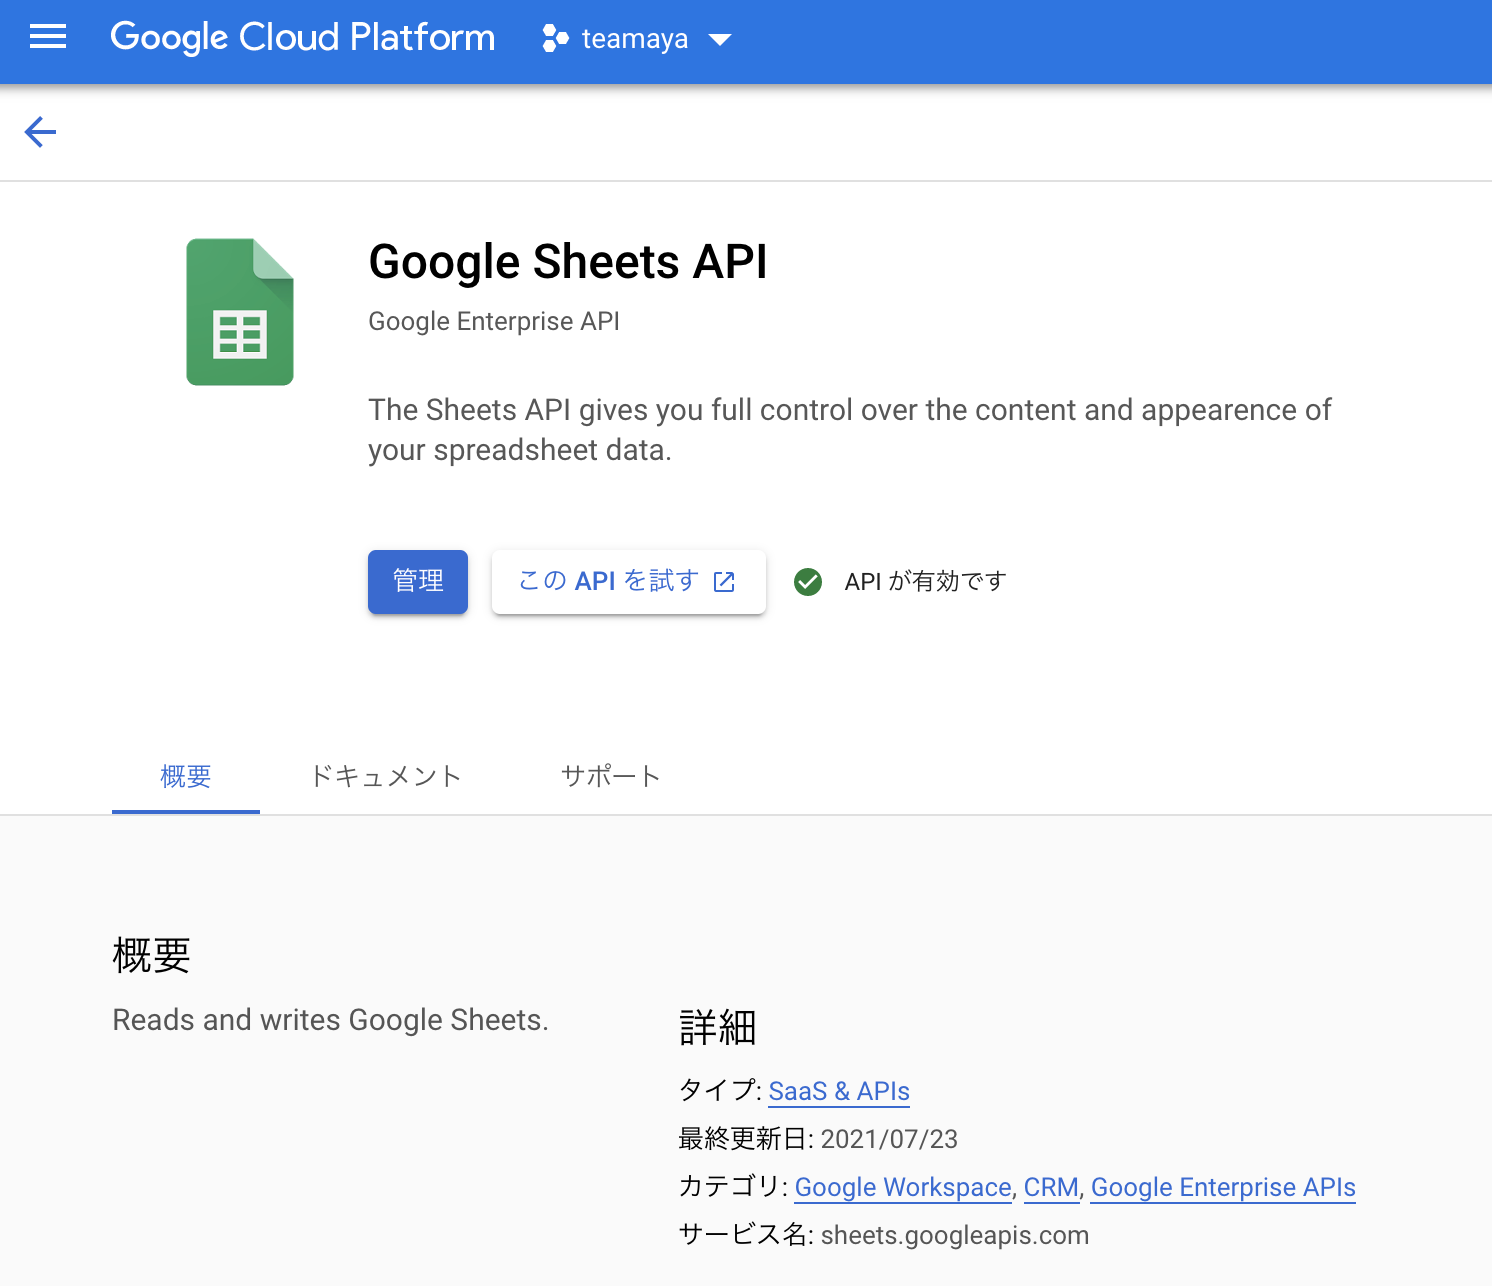 Google Cloud Platform teamaya
Google Sheets API
Google Enterprise API
The Sheets API gives you full control over the content and appearence of
your spreadsheet data.
管理 この API を試す API が有効です
概要 ドキュメント サポート
概要
Reads and writes Google Sheets.
詳細
タイプ: SaaS & APIs
最終更新日: 2021/07/23
カテゴリ: Google Workspace, CRM, Google Enterprise APIs
サービス名: sheets.googleapis.com